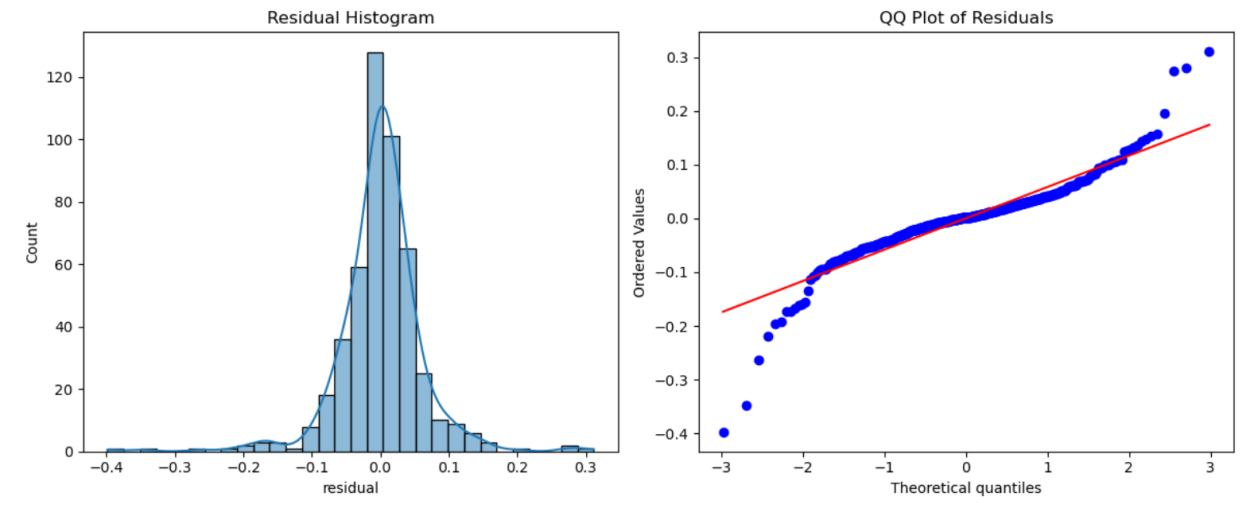 Residual Histogram
Count
120
100
80
60
40
20
0
−0.4 −0.3 −0.2 −0.1 0.0 0.1 0.2 0.3
residual
QQ Plot of Residuals
Ordered Values
0.3
0.2
0.1
0.0
−0.1
−0.2
−0.3
−0.4
−3 −2 −1 0 1 2 3
Theoretical quantiles